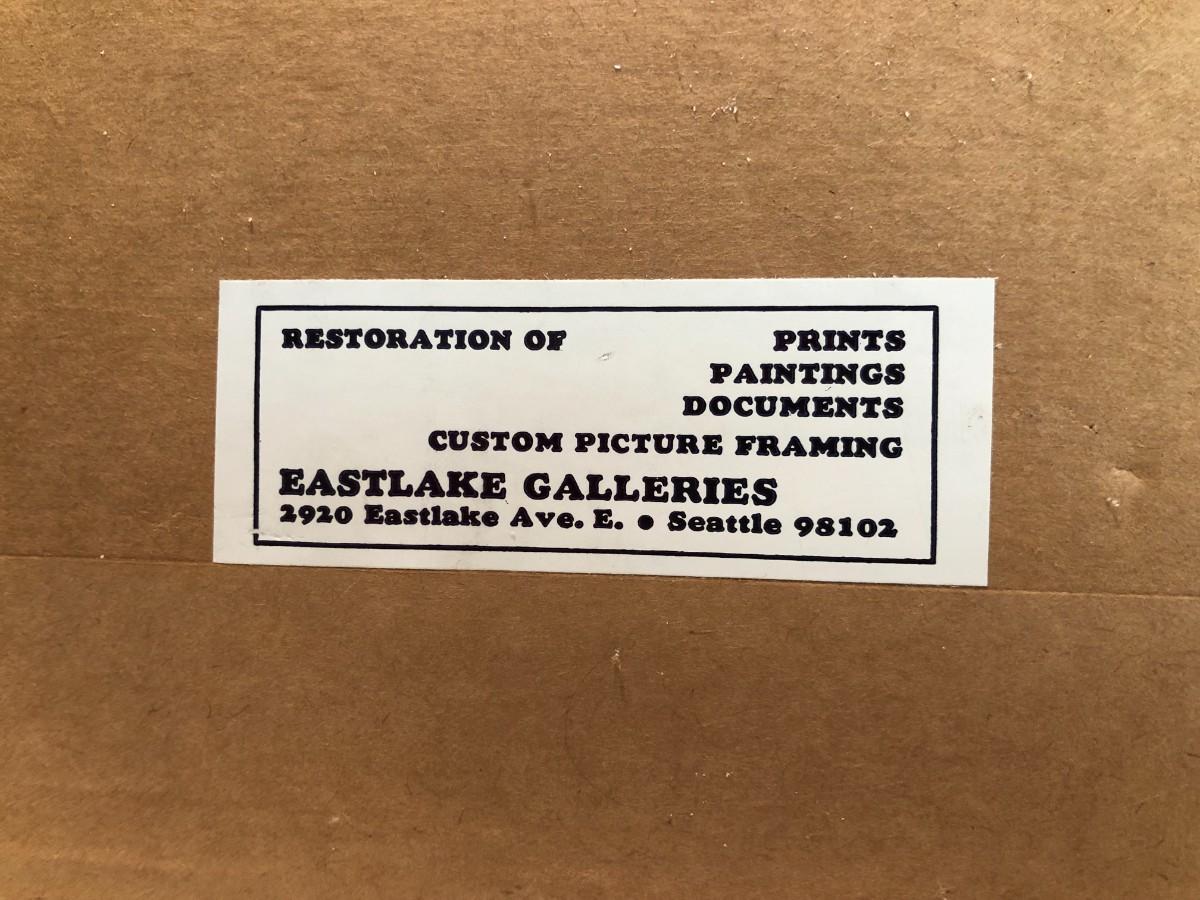 RESTORATION OF PRINTS
PAINTINGS
DOCUMENTS
CUSTOM PICTURE FRAMING
EASTLAKE GALLERIES
2920 Eastlake Ave. E. ● Seattle 98102